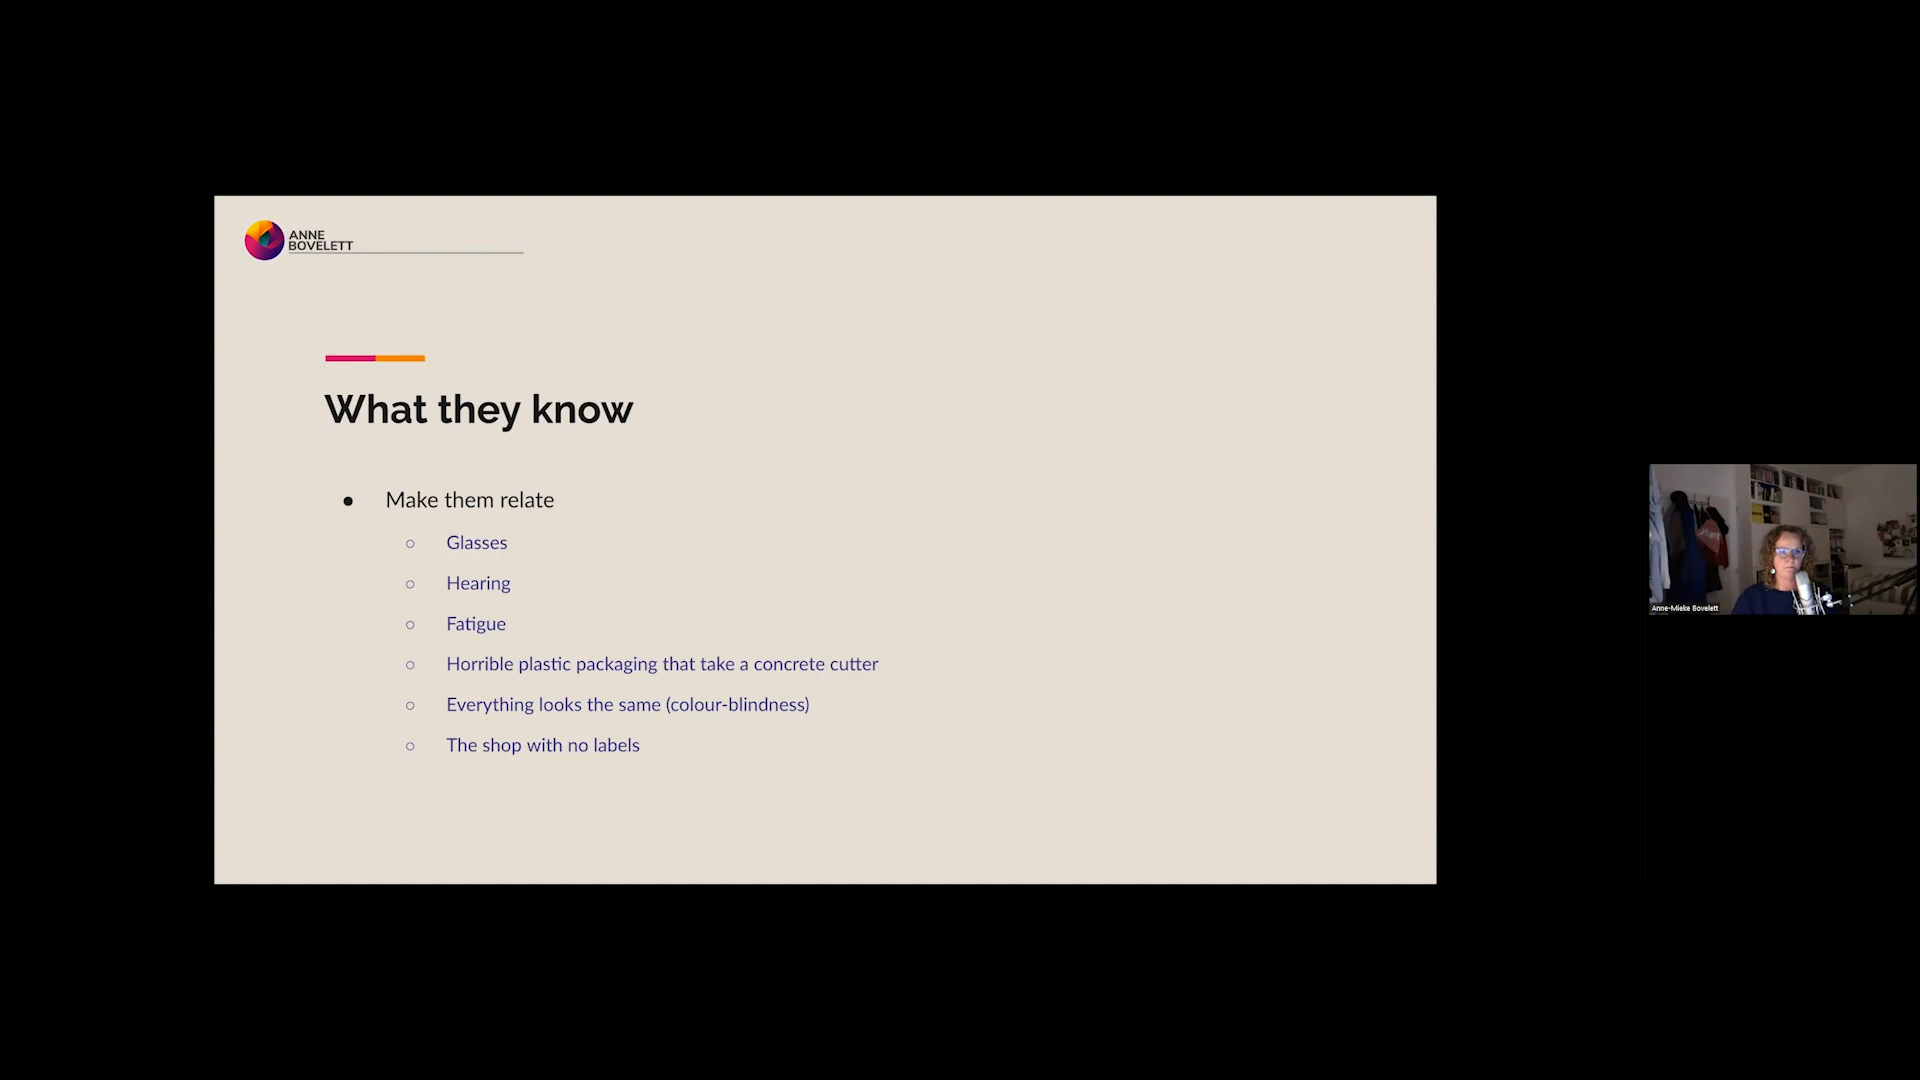 ANNE
BOVELETT
What they know
● Make them relate
○ Glasses
○ Hearing
○ Fatigue
○ Horrible plastic packaging that take a concrete cutter
○ Everything looks the same (colour-blindness)
○ The shop with no labels
Anne-Mieke Bovelett